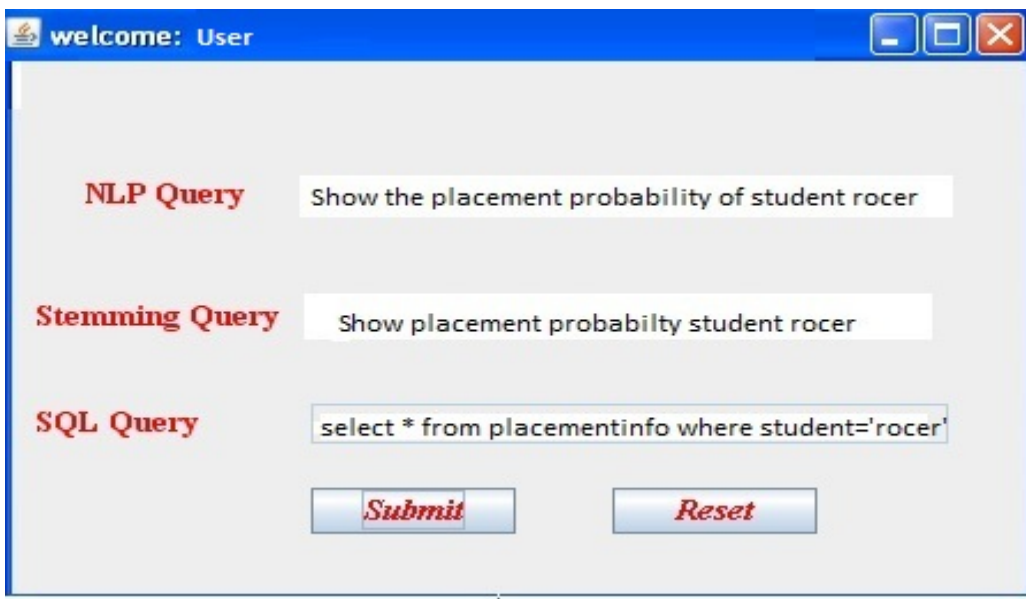 welcome: User
NLP Query Show the placement probability of student rocer
Stemming Query Show placement probabilty student rocer
SQL Query select * from placementinfo where student='rocer'
Submit Reset